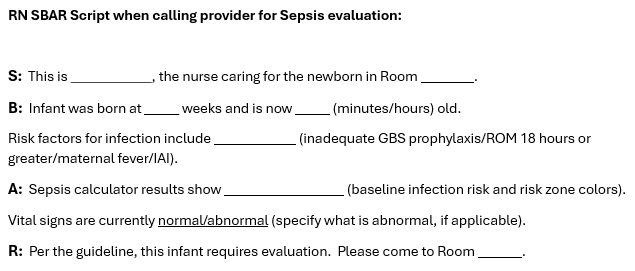 RN SBAR Script when calling provider for Sepsis evaluation:
S: This is ___________, the nurse caring for the newborn in Room _______.
B: Infant was born at _____ weeks and is now _____ (minutes/hours) old.
Risk factors for infection include ___________ (inadequate GBS prophylaxis/ROM 18 hours or
greater/maternal fever/IAI).
A: Sepsis calculator results show ________________ (baseline infection risk and risk zone colors).
Vital signs are currently normal/abnormal (specify what is abnormal, if applicable).
R: Per the guideline, this infant requires evaluation. Please come to Room ______.